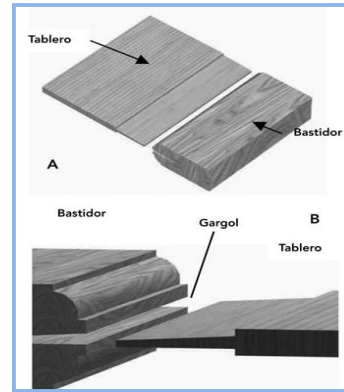 Tablero
Bastidor
A
Bastidor
B
Gargol
Tablero